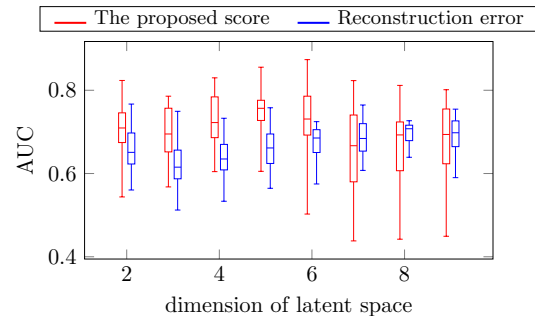 The proposed score Reconstruction error
0.8
0.6
0.4
AUC
2 4 6 8
dimension of latent space